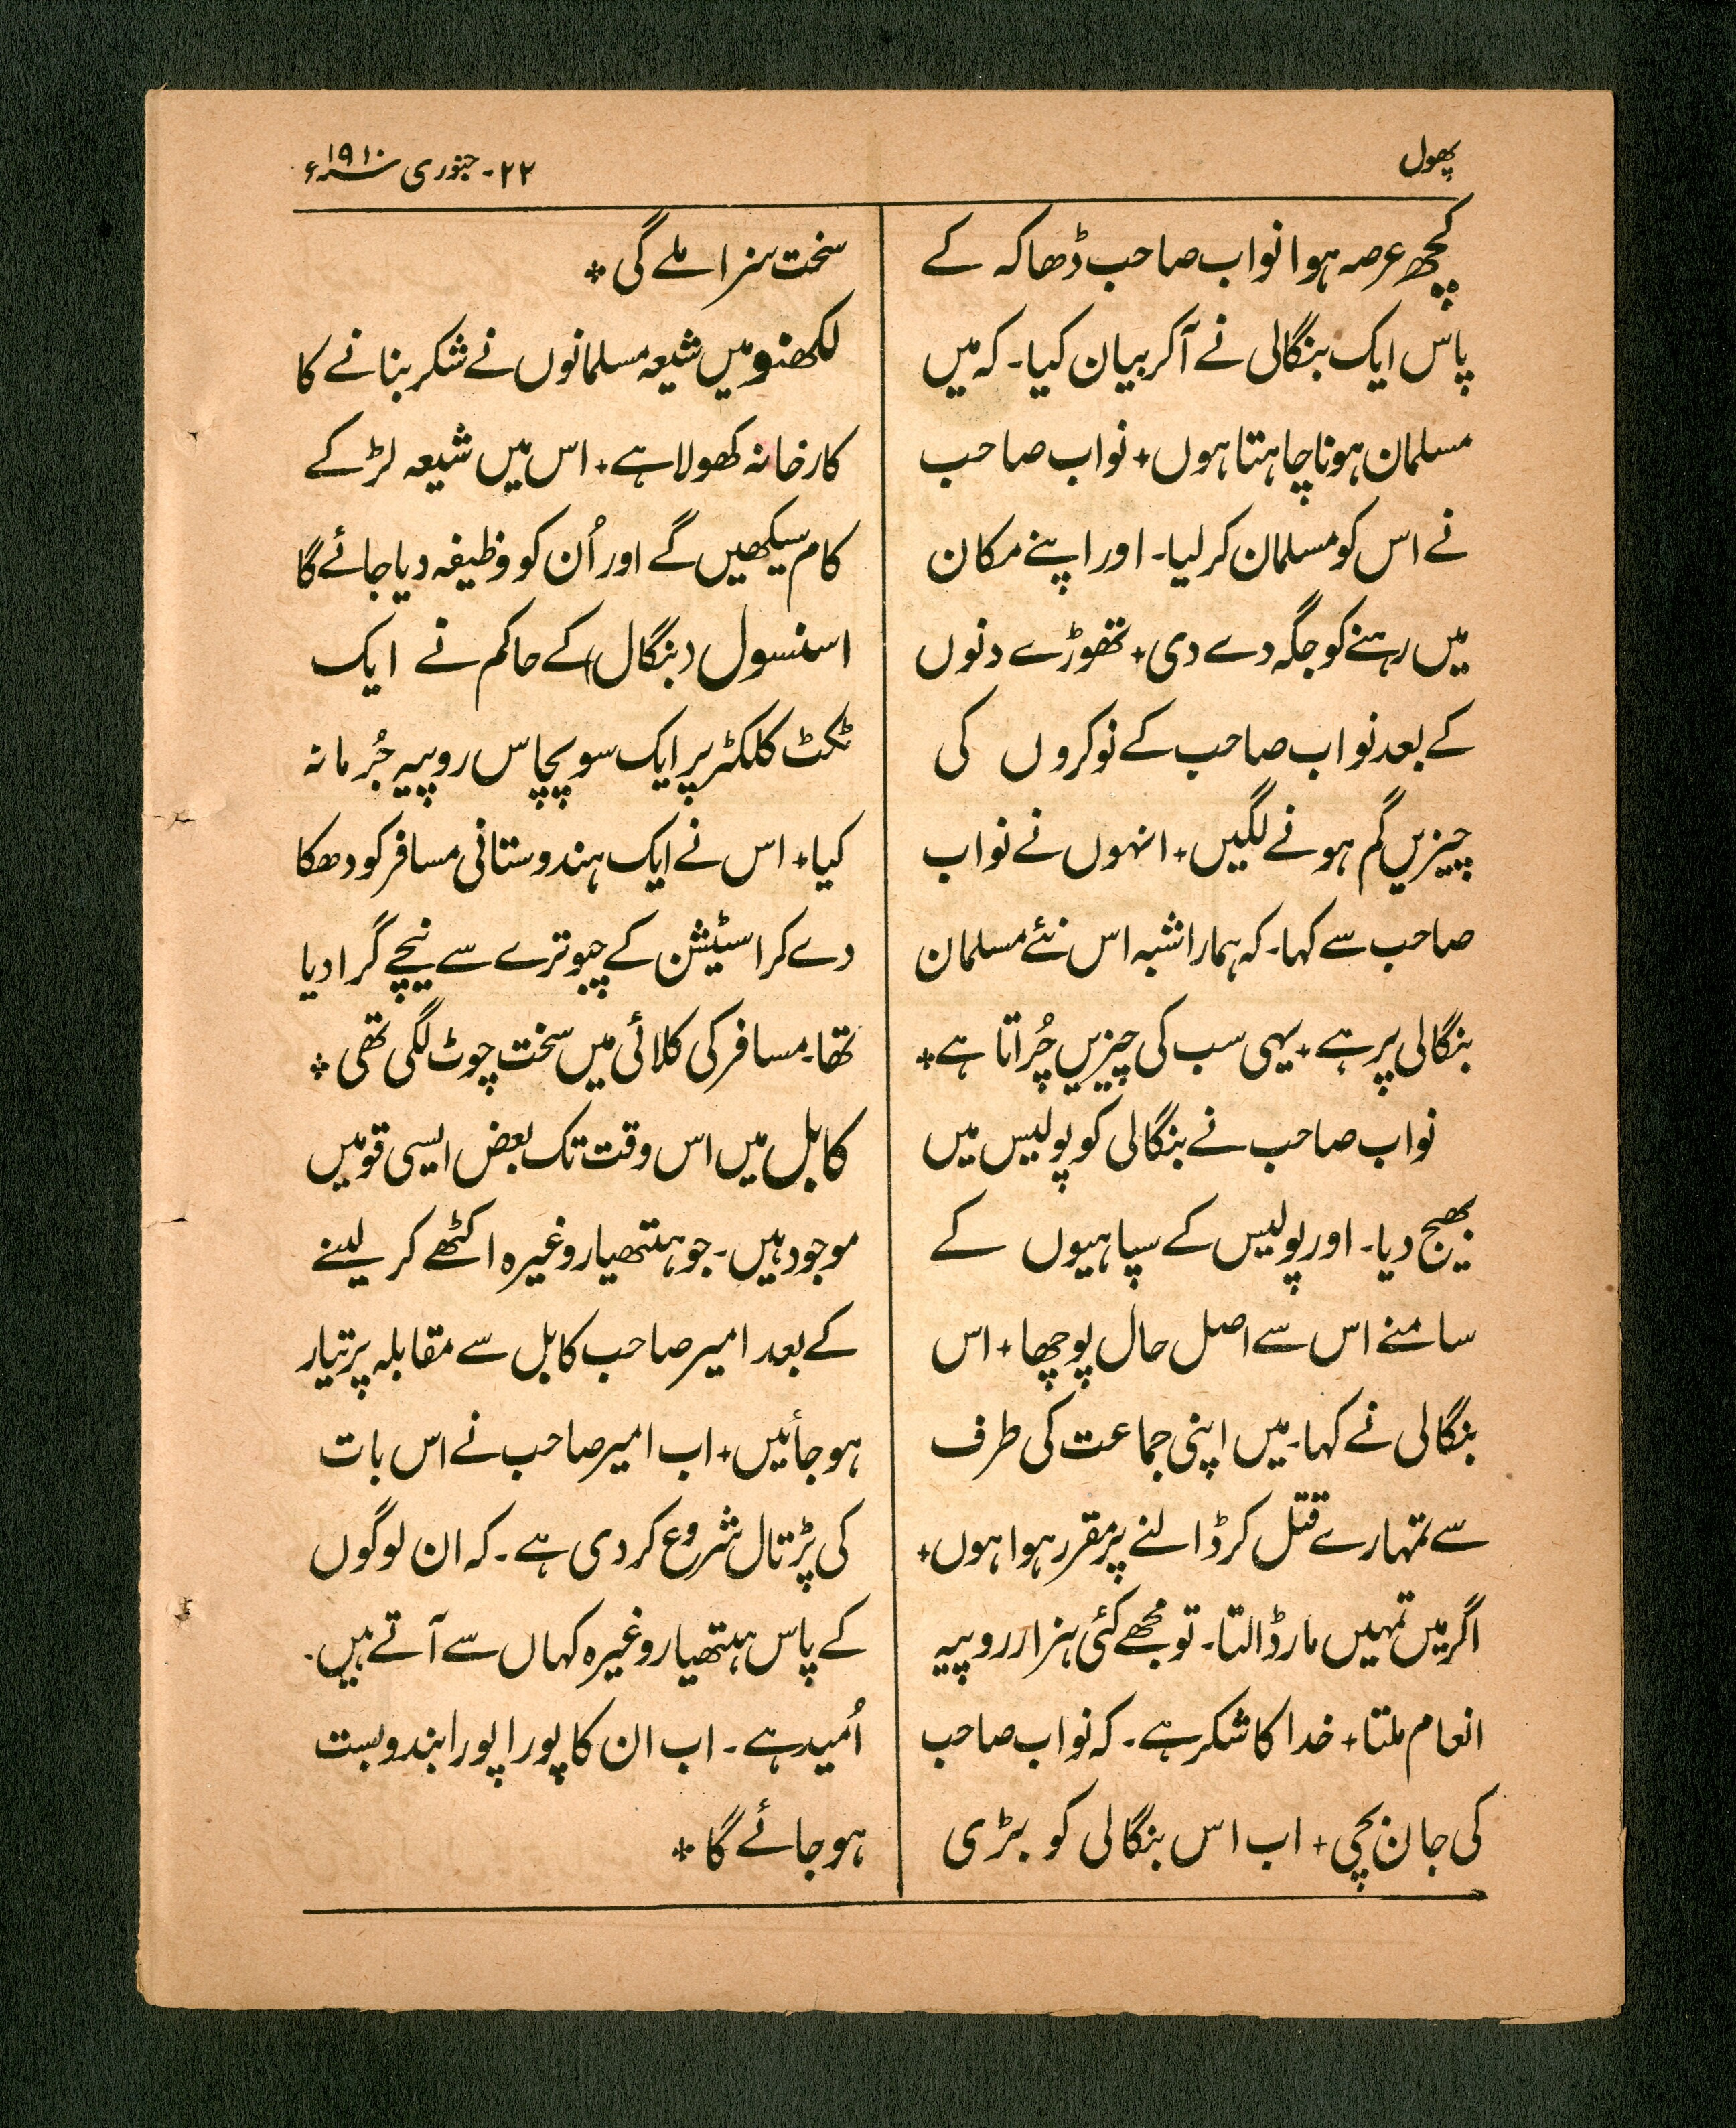 پھول
۲۲۔ جنوری ۱۹۱۰ء
کچھ عرصہ ہوا نواب صاحب ڈھاکہ کے
پاس ایک بنگالی نے آکر بیان کیا۔ کہ میں
مسلمان ہونا چاہتا ہوں + نواب صاحب
نے اس کو مسلمان کر لیا۔ اور اپنے مکان
میں رہنے کو جگہ دے دی + تھوڑے دنوں
کے بعد نواب صاحب کے نوکروں کی
چیزیں گم ہونے لگیں + انہوں نے نواب
صاحب سے کہا۔ کہ ہمارا شبہ اس نئے مسلمان
بنگالی پر ہے + یہی سب کی چیزیں چُراتا ہے *
نواب صاحب نے بنگالی کو پولیس میں
بھیج دیا۔ اور پولیس کے سپاہیوں کے
سامنے اس سے اصل حال پوچھا + اس
بنگالی نے کہا۔ میں اپنی جماعت کی طرف
سے تمہارے قتل کر ڈالنے پر مقرر ہوا ہوں +
اگر میں تمہیں مار ڈالتا۔ تو مجھے کئی ہزار روپیہ
انعام ملتا + خدا کا شکر ہے۔ کہ نواب صاحب
کی جان بچی + اب اس بنگالی کو بڑی
سخت سزا ملے گی *
لکھنو میں شیعہ مسلمانوں نے شکر بنانے کا
کارخانہ کھولا ہے + اس میں شیعہ لڑکے
کام سیکھیں گے اور اُن کو وظیفہ دیا جائے گا
اسنسول (بنگال) کے حاکم نے ایک
ٹکٹ کلکٹر پر ایک سو پچاس روپیہ جُرمانہ
کیا + اس نے ایک ہندوستانی مسافر کو دھکا
دے کر اسٹیشن کے چبوترے سے نیچے گرا دیا
تھا۔ مسافر کی کلائی میں سخت چوٹ لگی تھی *
کابل میں اس وقت تک بعض ایسی قومیں
موجود ہیں۔ جو ہتھیار وغیرہ اکٹھے کر لینے
کے بعد امیر صاحب کابل سے مقابلہ پر تیار
ہو جائیں + اب امیر صاحب نے اس بات
کی پڑتال شروع کر دی ہے۔ کہ ان لوگوں
کے پاس ہتھیار وغیرہ کہاں سے آتے ہیں۔
اُمید ہے۔ اب ان کا پورا پورا بندوبست
ہو جائے گا *